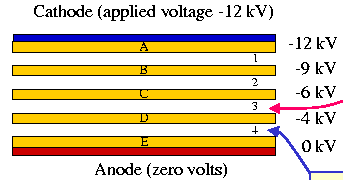 Cathode (applied voltage -12 kV)
A -12 kV
1
B -9 kV
2
C -6 kV
3
D -4 kV
4
E 0 kV
Anode (zero volts)